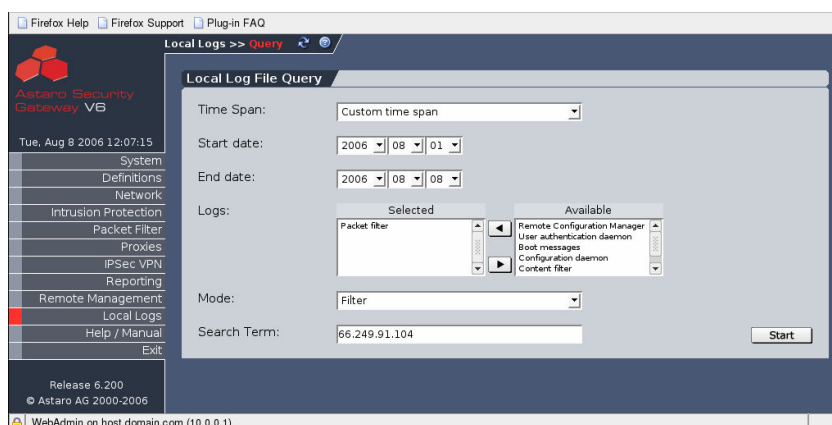 Firefox Help Firefox Support Plug-in FAQ
Local Logs >> Query
Astaro Security
Gateway V6
Tue, Aug 8 2006 12:07:15
System
Definitions
Network
Intrusion Protection
Packet Filter
Proxies
IPSec VPN
Reporting
Remote Management
Local Logs
Help / Manual
Exit
Release 6.200
© Astaro AG 2000-2006
Local Log File Query
Time Span: Custom time span
Start date: 2006 08 01
End date: 2006 08 08
Logs: Selected Available
Packet filter
Remote Configuration Manager
User authentication daemon
Boot messages
Configuration daemon
Content filter
Mode: Filter
Search Term: 66.249.91.104 Start
WebAdmin on host.domain.com (10.0.0.1)